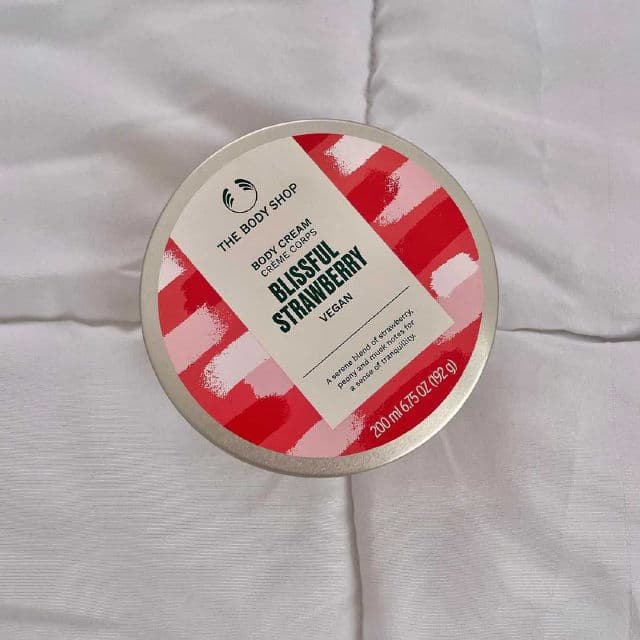 THE BODY SHOP
BODY CREAM
CRÈME CORPS
BLISSFUL
STRAWBERRY
VEGAN
A serene blend of strawberry,
peony and musk notes for
a sense of tranquility.
200 ml 6.75 OZ (192 g)